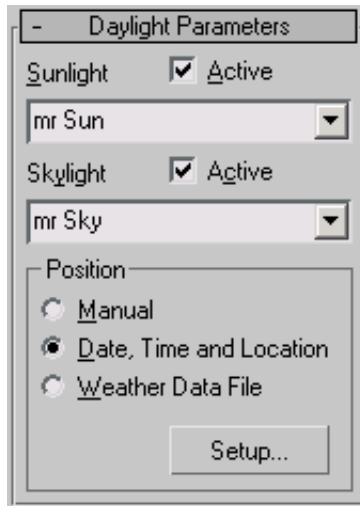 - Daylight Parameters
Sunlight Active
mr Sun
Skylight Active
mr Sky
Position
Manual
Date, Time and Location
Weather Data File
Setup...